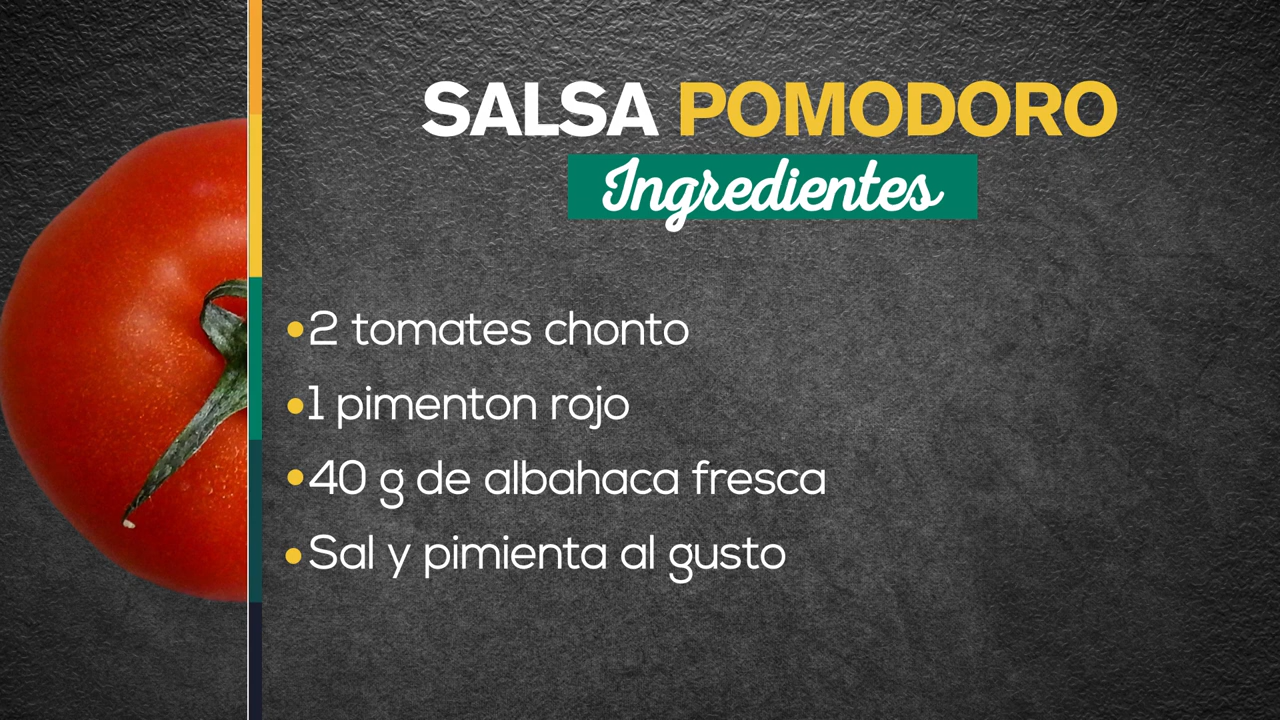 SALSA POMODORO
Ingredientes
•2 tomates chonto
•1 pimenton rojo
•40 g de albahaca fresca
•Sal y pimienta al gusto